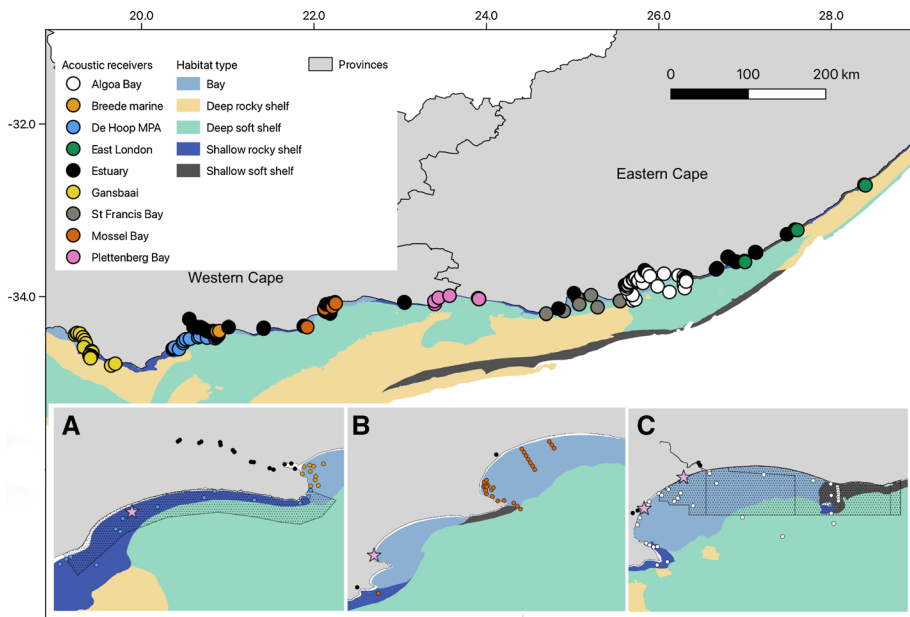 20.0 22.0 24.0 26.0 28.0
Acoustic receivers Habitat type Provinces
Algoa Bay Bay
Breede marine Deep rocky shelf
De Hoop MPA Deep soft shelf
East London Shallow rocky shelf
Estuary Shallow soft shelf
Gansbaai
St Francis Bay
Mossel Bay
Plettenberg Bay
0 100 200 km
-32.0
Eastern Cape
Western Cape
-34.0
A B C